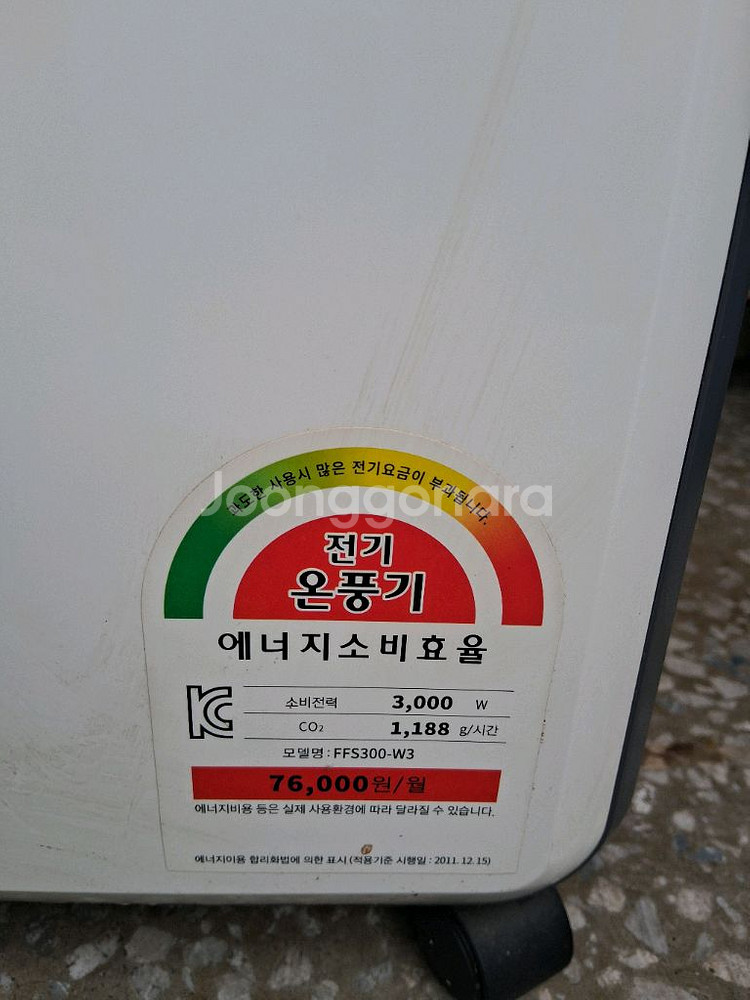 과도한 사용시 많은 전기요금이 부과됩니다.
Joonggonara
전기
온풍기
에너지소비효율
KC
소비전력 3,000 W
CO₂ 1,188 g/시간
모델명 : FFS300-W3
76,000원/월
에너지비용 등은 실제 사용환경에 따라 달라질 수 있습니다.
에너지이용 합리화법에 의한 표시 (적용기준 시행일 : 2011. 12. 15)